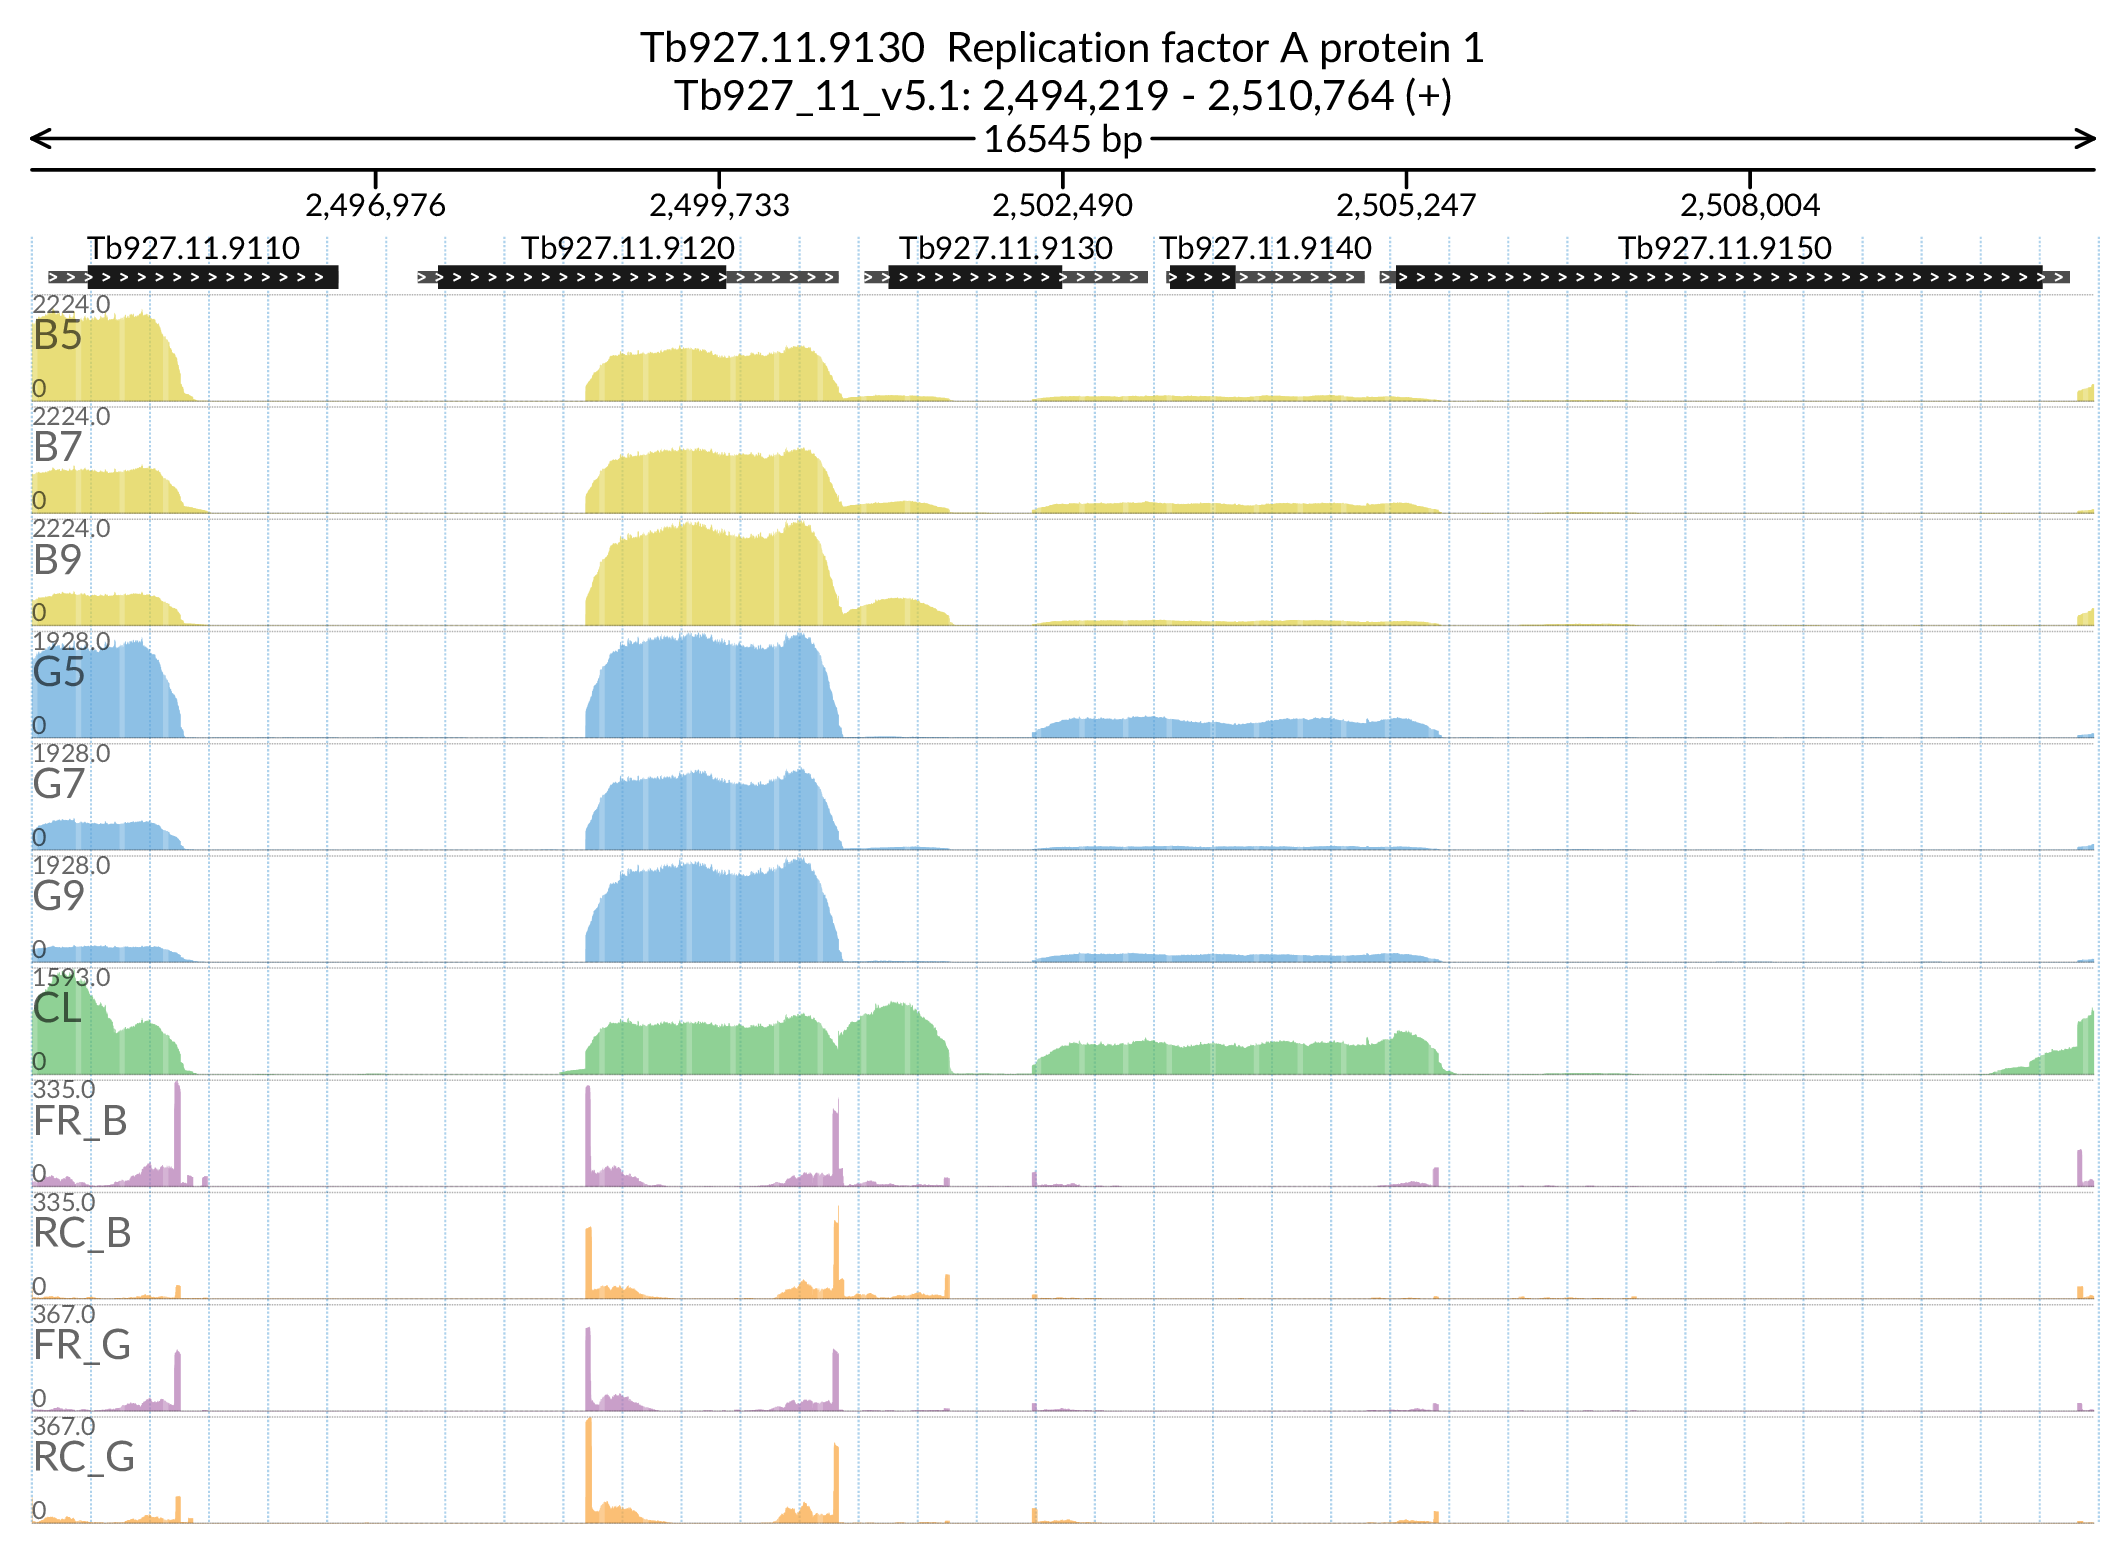 Tb927.11.9130 Replication factor A protein 1
Tb927_11_v5.1: 2,494,219 - 2,510,764 (+)
16545 bp
2,496,976 2,499,733 2,502,490 2,505,247 2,508,004
Tb927.11.9110 Tb927.11.9120 Tb927.11.9130 Tb927.11.9140 Tb927.11.9150
2224.0
B5
0
2224.0
B7
0
2224.0
B9
0
1928.0
G5
0
1928.0
G7
0
1928.0
G9
0
1593.0
CL
0
335.0
FR_B
0
335.0
RC_B
0
367.0
FR_G
0
367.0
RC_G
0